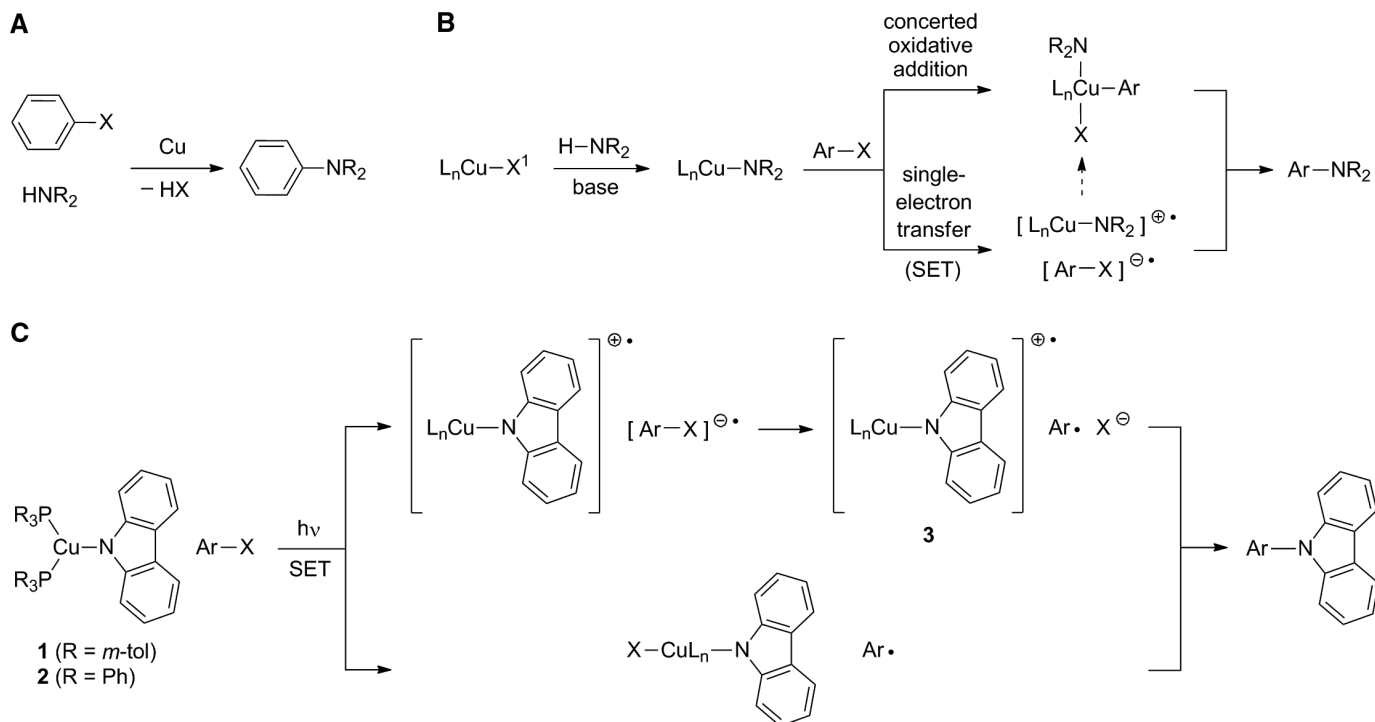 A
X
HNR₂
Cu
– HX
NR₂
B
LₙCu–X¹
H–NR₂
base
LₙCu–NR₂
Ar–X
concerted
oxidative
addition
single-
electron
transfer
(SET)
R₂N
LₙCu–Ar
X
[ LₙCu–NR₂ ]⊕•
[ Ar–X ]⊖•
Ar–NR₂
C
R₃P
Cu–N
R₃P
Ar–X
1 (R = m-tol)
2 (R = Ph)
hν
SET
LₙCu–N ⊕•
[ Ar–X ]⊖•
LₙCu–N ⊕•
Ar• X⊖
3
X–CuLₙ–N
Ar•
Ar–N